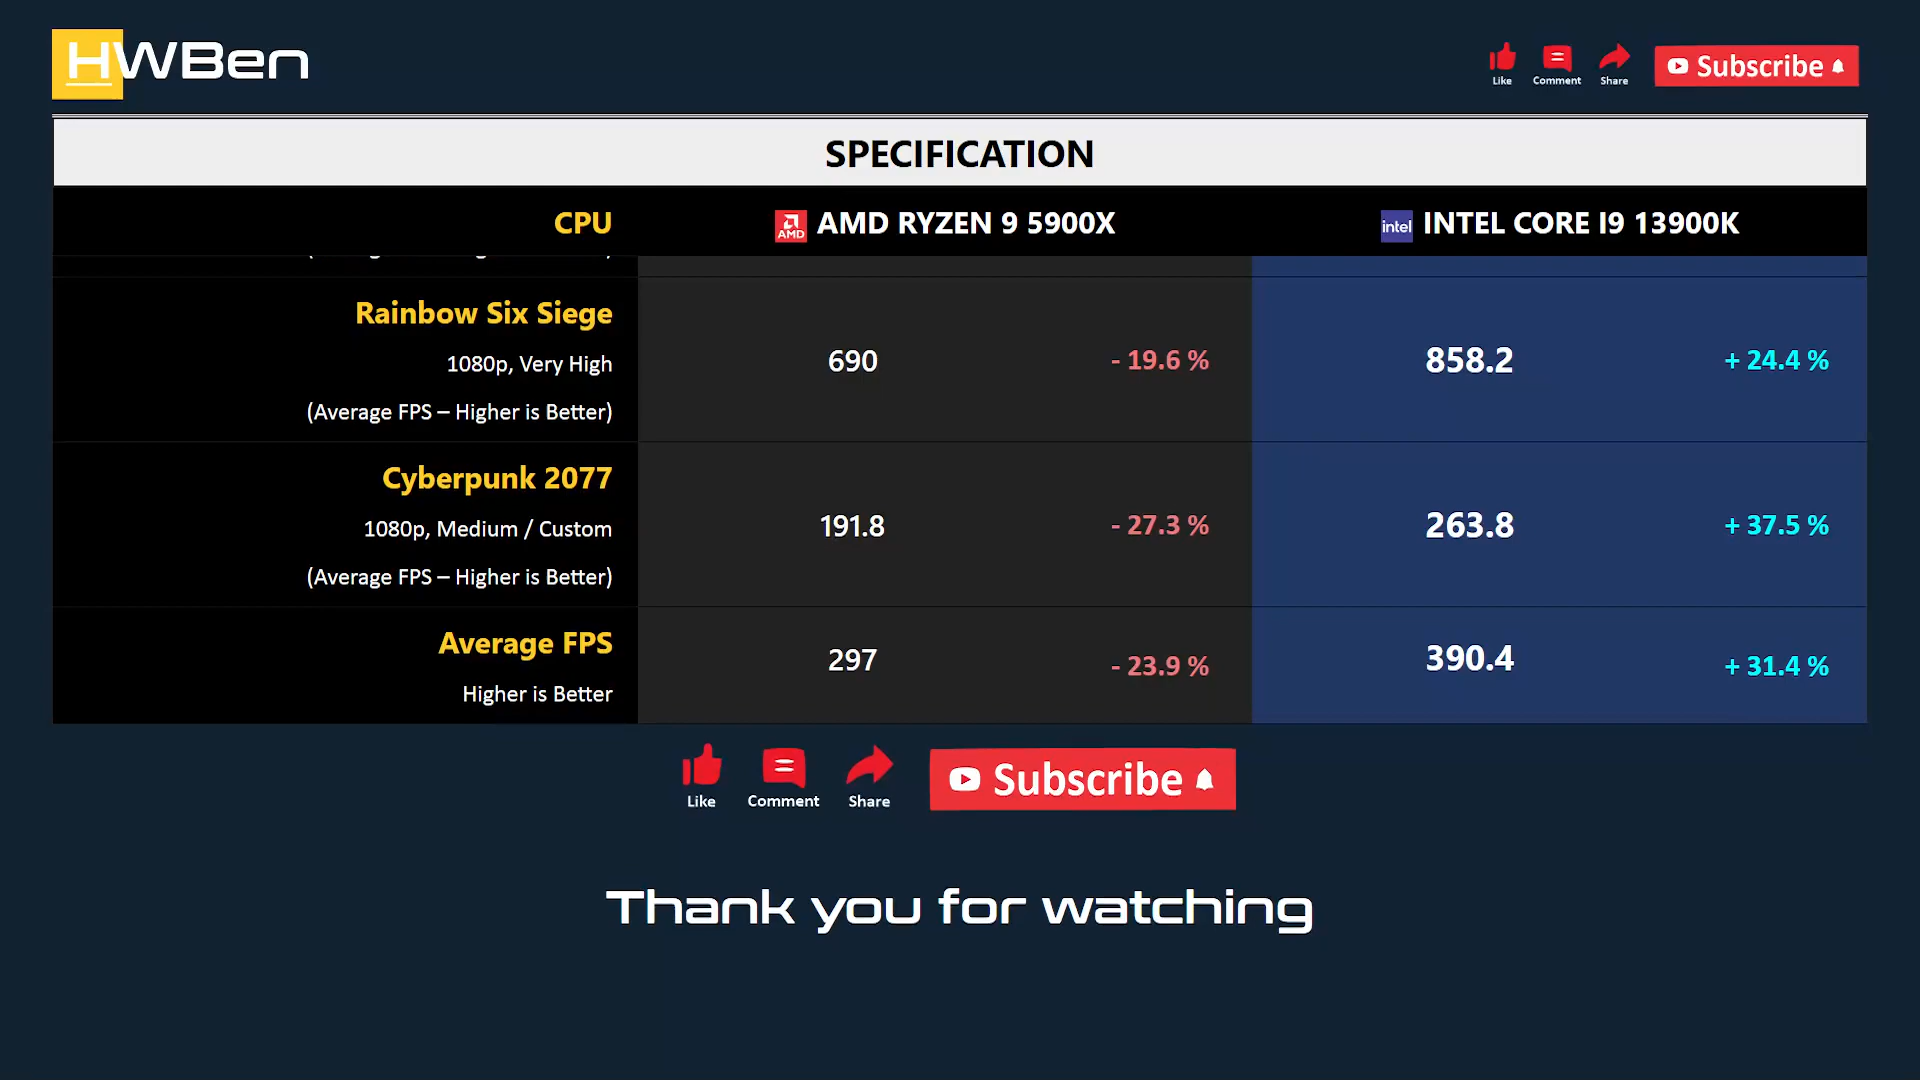 HWBen
Like Comment Share Subscribe
SPECIFICATION
CPU AMD AMD RYZEN 9 5900X intel INTEL CORE I9 13900K
Rainbow Six Siege
1080p, Very High
(Average FPS – Higher is Better)
690 - 19.6 % 858.2 + 24.4 %
Cyberpunk 2077
1080p, Medium / Custom
(Average FPS – Higher is Better)
191.8 - 27.3 % 263.8 + 37.5 %
Average FPS
Higher is Better
297 - 23.9 % 390.4 + 31.4 %
Like Comment Share Subscribe
Thank you for watching